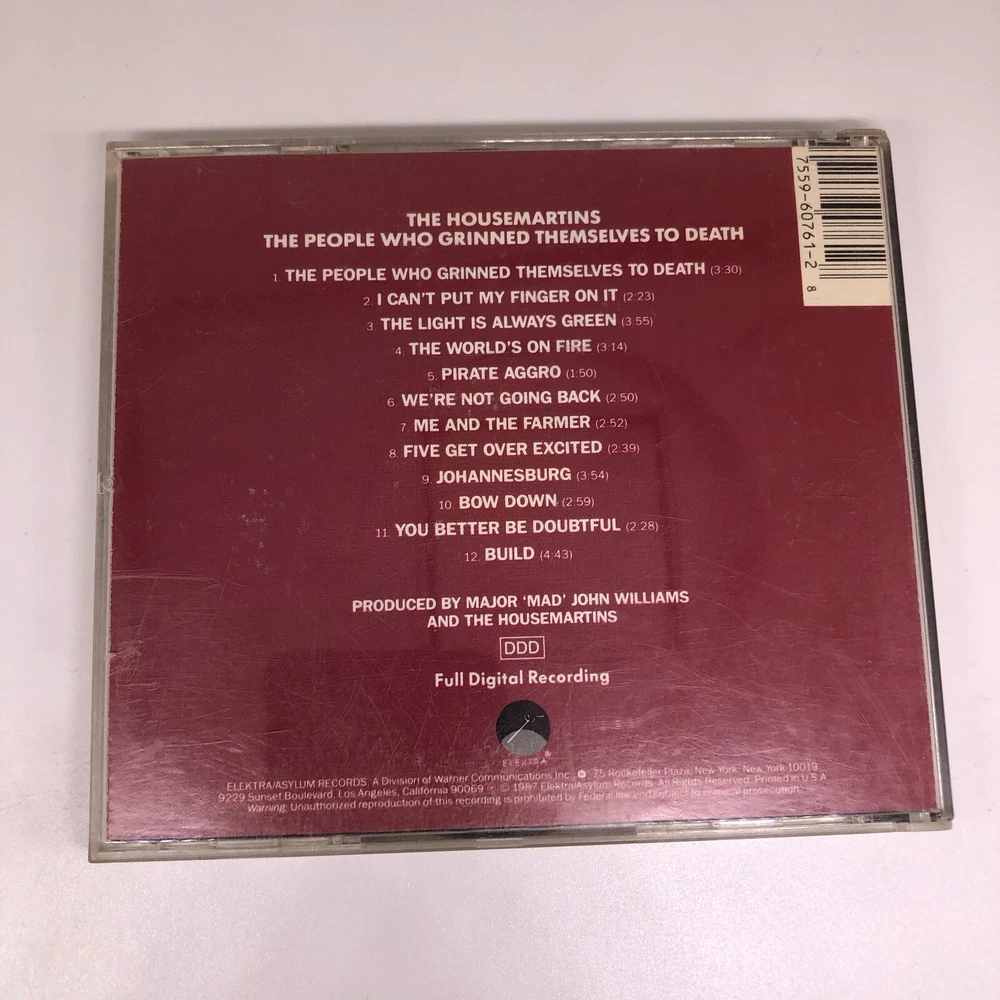 THE HOUSEMARTINS
THE PEOPLE WHO GRINNED THEMSELVES TO DEATH
1. THE PEOPLE WHO GRINNED THEMSELVES TO DEATH (3:30)
2. I CAN'T PUT MY FINGER ON IT (2:23)
3. THE LIGHT IS ALWAYS GREEN (3:55)
4. THE WORLD'S ON FIRE (3:14)
5. PIRATE AGGRO (1:50)
6. WE'RE NOT GOING BACK (2:50)
7. ME AND THE FARMER (2:52)
8. FIVE GET OVER EXCITED (2:39)
9. JOHANNESBURG (3:54)
10. BOW DOWN (2:59)
11. YOU BETTER BE DOUBTFUL (2:28)
12. BUILD (4:43)
PRODUCED BY MAJOR 'MAD' JOHN WILLIAMS
AND THE HOUSEMARTINS
DDD
Full Digital Recording
ELEKTRA®
ELEKTRA/ASYLUM RECORDS, A Division of Warner Communications Inc. 75 Rockefeller Plaza, New York, New York 10019
9229 Sunset Boulevard, Los Angeles, California 90069 © 1987 Elektra/Asylum Records. All Rights Reserved. Printed in U.S.A.
Warning: Unauthorized reproduction of this recording is prohibited by Federal law and subject to criminal prosecution.
7559-60761-2 8